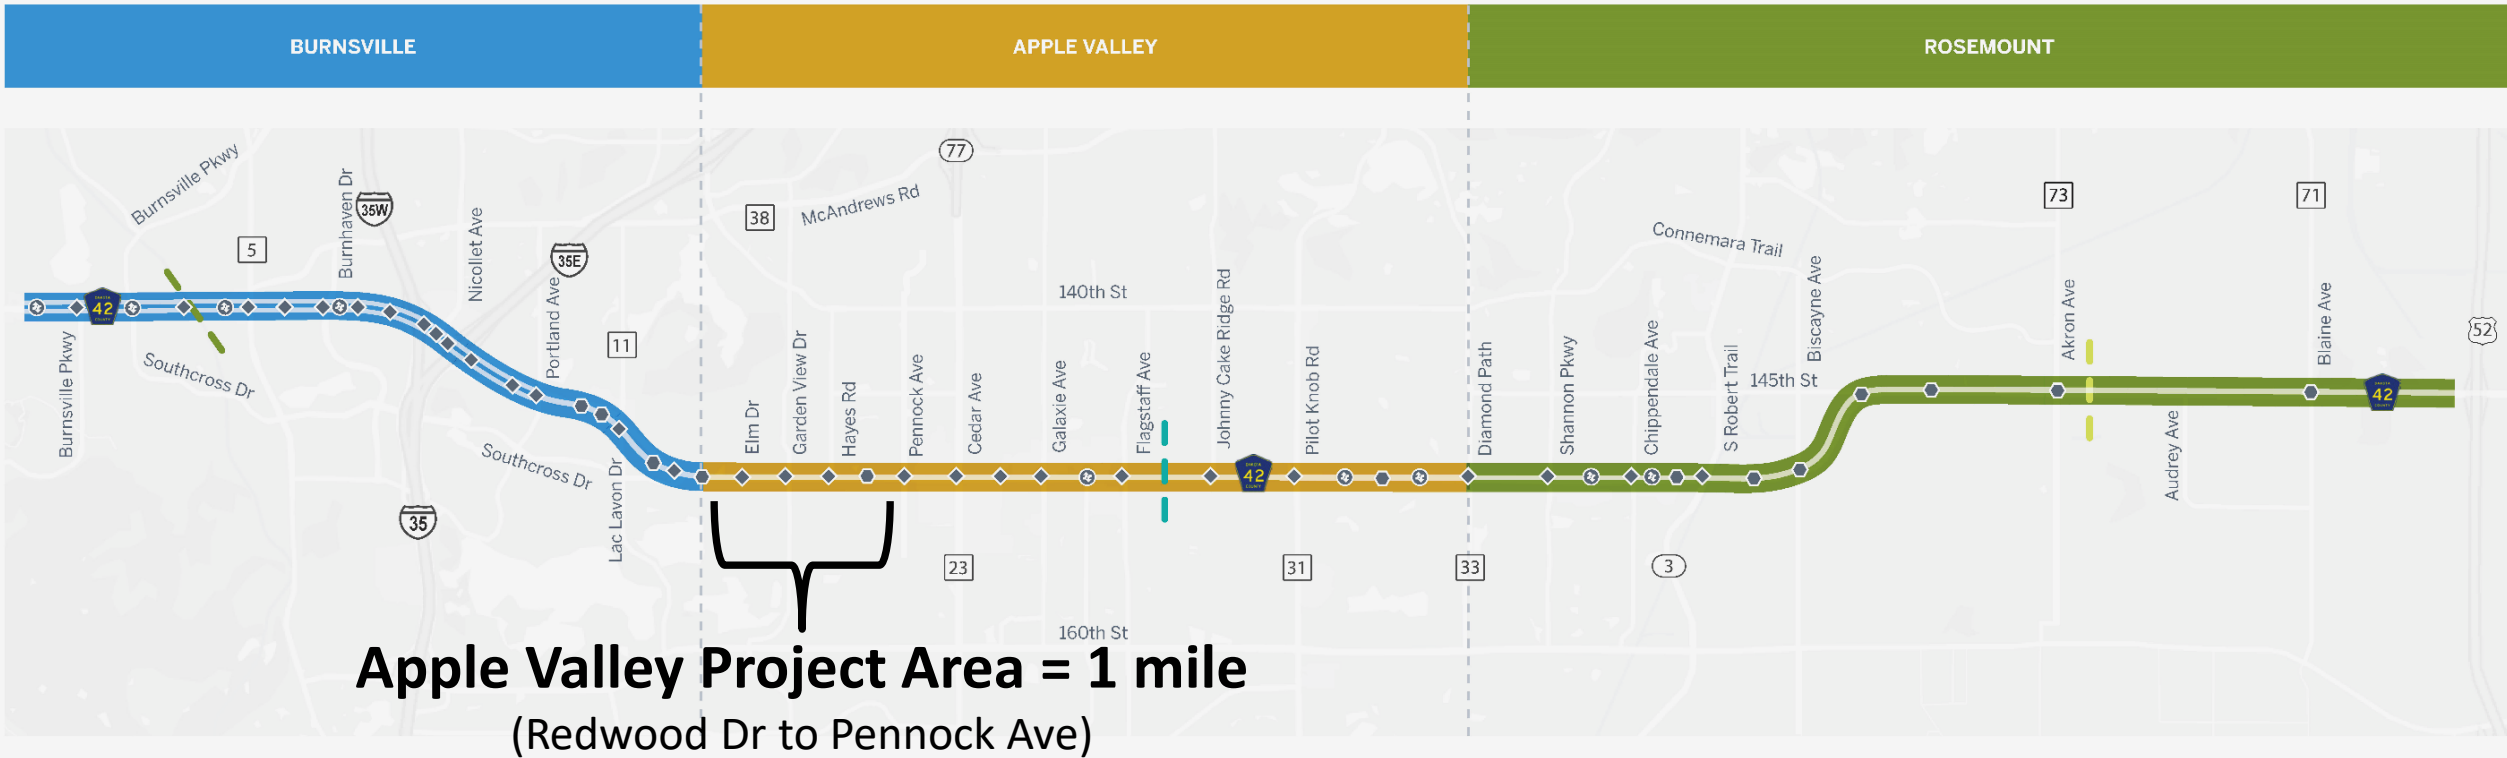 BURNSVILLE
APPLE VALLEY
ROSEMOUNT
Burnsville Pkwy
5
Burnhaven Dr
35W
Nicollet Ave
35E
Portland Ave
11
38
McAndrews Rd
77
140th St
Johnny Cake Ridge Rd
Connemara Trail
Biscayne Ave
73
Akron Ave
71
Blaine Ave
52
42
Burnsville Pkwy
Southcross Dr
Southcross Dr
35
Lac Lavon Dr
Elm Dr
Garden View Dr
Hayes Rd
Pennock Ave
Cedar Ave
Galaxie Ave
Flagstaff Ave
Pilot Knob Rd
Diamond Path
Shannon Pkwy
Chippendale Ave
S Robert Trail
145th St
42
42
Audrey Ave
23
31
33
3
160th St
Apple Valley Project Area = 1 mile
(Redwood Dr to Pennock Ave)